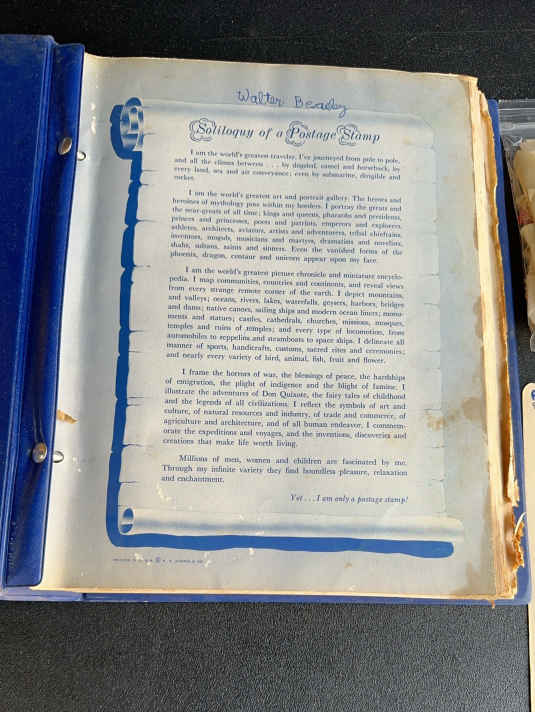 Walter Beadey
Soliloquy of a Postage Stamp
I am the world's greatest traveler. I've journeyed from pole to pole,
and all the climes between . . . by dogsled, camel and horseback, by
every land, sea and air conveyance; even by submarine, dirigible and
rocket.
I am the world's greatest art and portrait gallery. The heroes and
heroines of mythology pose within my borders. I portray the greats and
the near-greats of all time; kings and queens, pharaohs and presidents,
princes and princesses, poets and patriots, emperors and explorers,
athletes, architects, aviators, artists and adventurers, tribal chieftains,
inventors, moguls, musicians and martyrs, dramatists and novelists,
shahs, sultans, saints and sinners. Even the vanished forms of the
phoenix, dragon, centaur and unicorn appear upon my face.
I am the world's greatest picture chronicle and miniature encyclo-
pedia. I map communities, countries and continents, and reveal views
from every strange remote corner of the earth. I depict mountains,
and valleys; oceans, rivers, lakes, waterfalls, geysers, harbors, bridges
and dams; native canoes, sailing ships and modern ocean liners; monu-
ments and statues; castles, cathedrals, churches, missions, mosques,
temples and ruins of temples; and every type of locomotion, from
automobiles to zeppelins and steamboats to space ships. I delineate all
manner of sports, handicrafts, customs, sacred rites and ceremonies;
and nearly every variety of bird, animal, fish, fruit and flower.
I frame the horrors of war, the blessings of peace, the hardships
of emigration, the plight of indigence and the blight of famine. I
illustrate the adventures of Don Quixote, the fairy tales of childhood
and the legends of all civilizations. I reflect the symbols of art and
culture, of natural resources and industry, of trade and commerce, of
agriculture and architecture, and of all human endeavor. I commem-
orate the expeditions and voyages, and the inventions, discoveries and
creations that make life worth living.
Millions of men, women and children are fascinated by me.
Through my infinite variety they find boundless pleasure, relaxation
and enchantment.
Yet . . . I am only a postage stamp!